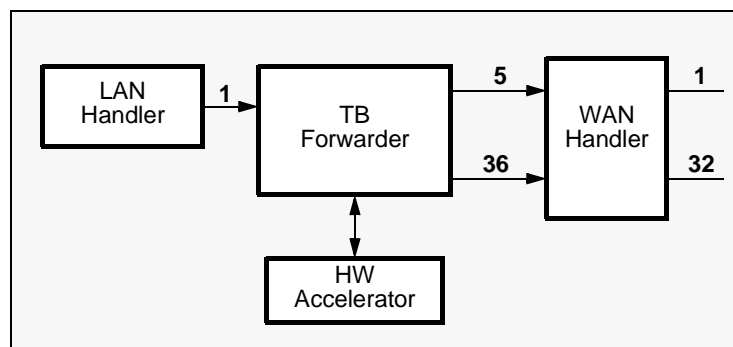 LAN
Handler
1
TB
Forwarder
5
36
WAN
Handler
1
32
HW
Accelerator